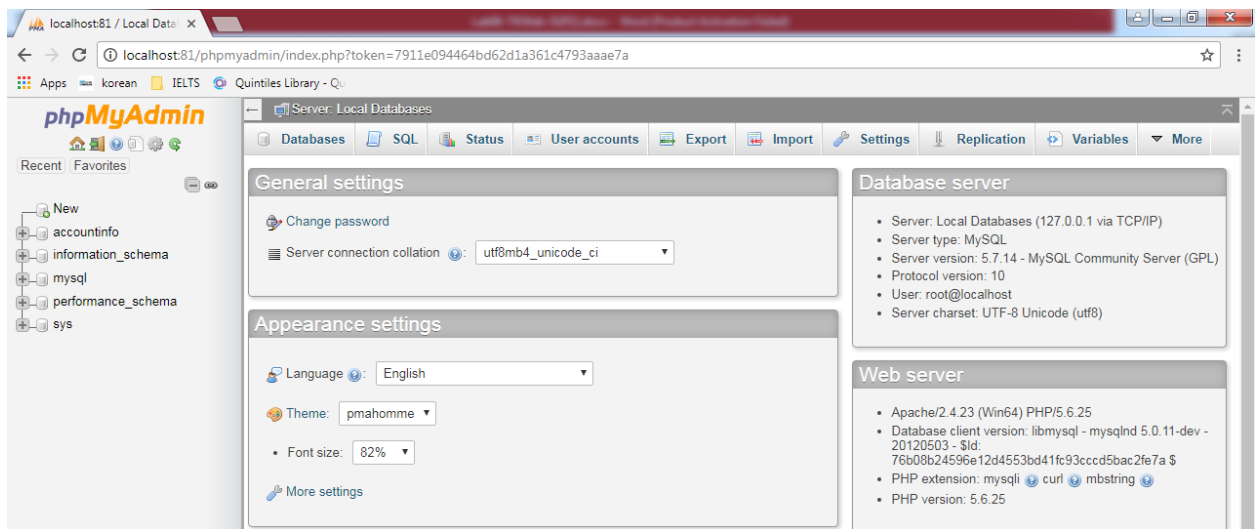 localhost:81 / Local Data
localhost:81/phpmyadmin/index.php?token=7911e094464bd62d1a361c4793aaae7a
Apps korean IELTS Quintiles Library - Qu
phpMyAdmin
Recent Favorites
New
accountinfo
information_schema
mysql
performance_schema
sys
Server: Local Databases
Databases SQL Status User accounts Export Import Settings Replication Variables More
General settings
Change password
Server connection collation : utf8mb4_unicode_ci
Appearance settings
Language : English
Theme: pmahomme
Font size: 82%
More settings
Database server
Server: Local Databases (127.0.0.1 via TCP/IP)
Server type: MySQL
Server version: 5.7.14 - MySQL Community Server (GPL)
Protocol version: 10
User: root@localhost
Server charset: UTF-8 Unicode (utf8)
Web server
Apache/2.4.23 (Win64) PHP/5.6.25
Database client version: libmysql - mysqlnd 5.0.11-dev -
20120503 - $Id:
76b08b24596e12d4553bd41fc93cccd5bac2fe7a $
PHP extension: mysqli curl mbstring
PHP version: 5.6.25